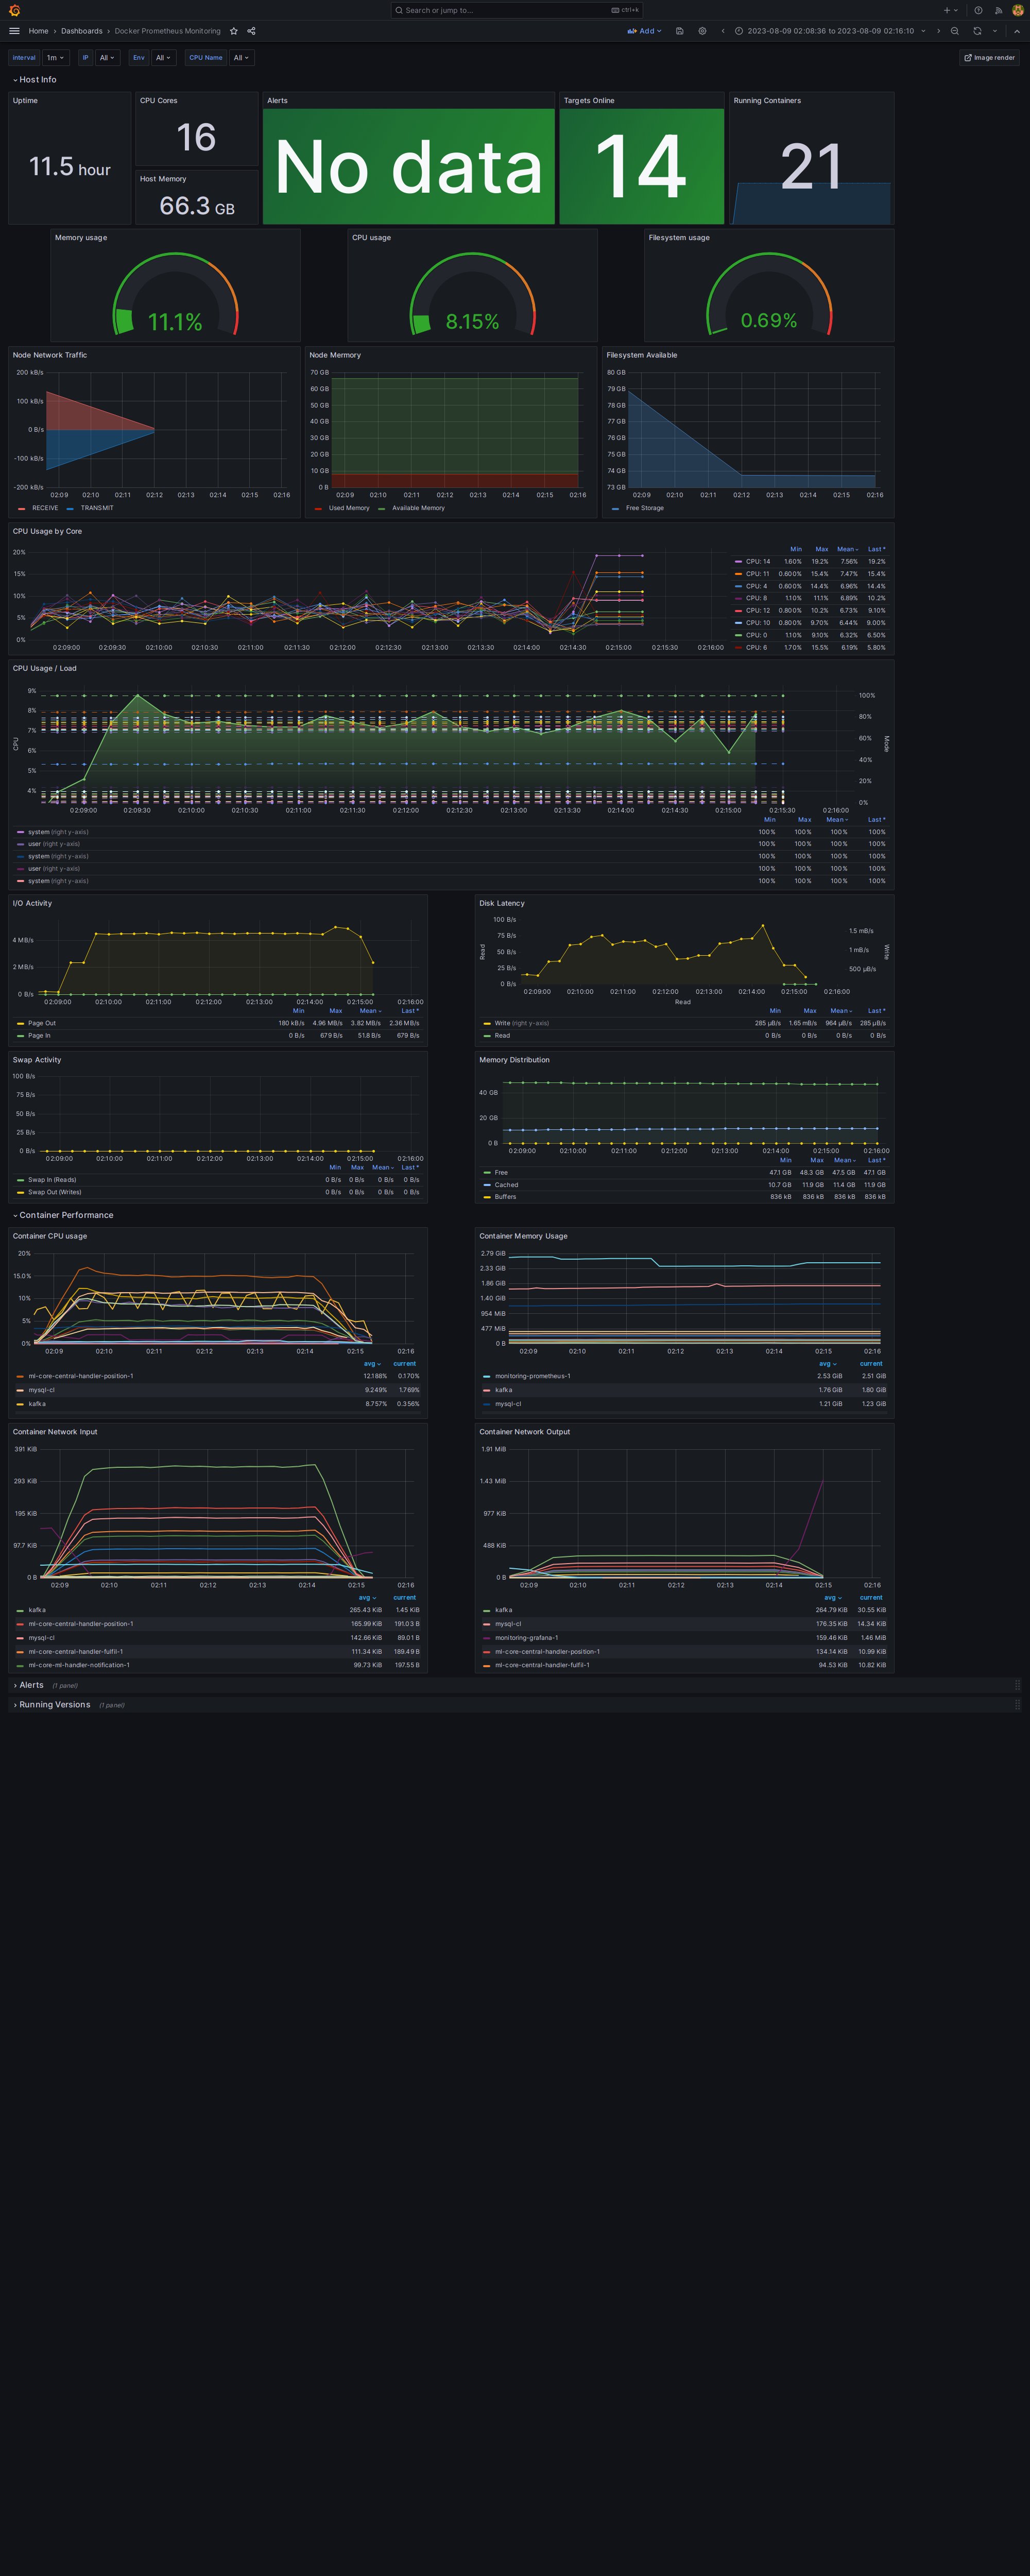 Search or jump to... ctrl+k
Home › Dashboards › Docker Prometheus Monitoring
Add
2023-08-09 02:08:36 to 2023-08-09 02:16:10
Interval 1m IP All Env All CPU Name All
Image render
Host Info
Uptime
11.5 hour
CPU Cores
16
Host Memory
66.3 GB
Alerts
No data
Targets Online
14
Running Containers
21
Memory usage
11.1%
CPU usage
8.15%
Filesystem usage
0.69%
Node Network Traffic
200 kB/s
100 kB/s
0 B/s
-100 kB/s
-200 kB/s
02:09 02:10 02:11 02:12 02:13 02:14 02:15 02:16
RECEIVE TRANSMIT
Node Mermory
70 GB
60 GB
50 GB
40 GB
30 GB
20 GB
10 GB
0 B
02:09 02:10 02:11 02:12 02:13 02:14 02:15 02:16
Used Memory Available Memory
Filesystem Available
80 GB
79 GB
78 GB
77 GB
76 GB
75 GB
74 GB
73 GB
02:09 02:10 02:11 02:12 02:13 02:14 02:15 02:16
Free Storage
CPU Usage by Core
20%
15%
10%
5%
0%
02:09:00 02:09:30 02:10:00 02:10:30 02:11:00 02:11:30 02:12:00 02:12:30 02:13:00 02:13:30 02:14:00 02:14:30 02:15:00 02:15:30 02:16:00
Min Max Mean Last *
CPU: 14 1.60% 19.2% 7.56% 19.2%
CPU: 11 0.600% 15.4% 7.47% 15.4%
CPU: 4 0.600% 14.4% 6.96% 14.4%
CPU: 8 1.10% 11.1% 6.89% 10.2%
CPU: 12 0.800% 10.2% 6.73% 9.10%
CPU: 10 0.800% 9.70% 6.44% 9.00%
CPU: 0 1.10% 9.10% 6.32% 6.50%
CPU: 6 1.70% 15.5% 6.19% 5.80%
CPU Usage / Load
9%
8%
7%
6%
5%
4%
CPU
100%
80%
60%
40%
20%
0%
Mode
02:09:00 02:09:30 02:10:00 02:10:30 02:11:00 02:11:30 02:12:00 02:12:30 02:13:00 02:13:30 02:14:00 02:14:30 02:15:00 02:15:30 02:16:00
Min Max Mean Last *
system (right y-axis) 100% 100% 100% 100%
user (right y-axis) 100% 100% 100% 100%
system (right y-axis) 100% 100% 100% 100%
user (right y-axis) 100% 100% 100% 100%
system (right y-axis) 100% 100% 100% 100%
I/O Activity
4 MB/s
2 MB/s
0 B/s
02:09:00 02:10:00 02:11:00 02:12:00 02:13:00 02:14:00 02:15:00 02:16:00
Min Max Mean Last *
Page Out 180 kB/s 4.96 MB/s 3.82 MB/s 2.36 MB/s
Page In 0 B/s 679 B/s 51.8 B/s 679 B/s
Disk Latency
100 B/s
75 B/s
50 B/s
25 B/s
0 B/s
Read
1.5 mB/s
1 mB/s
500 µB/s
Write
02:09:00 02:10:00 02:11:00 02:12:00 02:13:00 02:14:00 02:15:00 02:16:00
Read
Min Max Mean Last *
Write (right y-axis) 285 µB/s 1.65 mB/s 964 µB/s 285 µB/s
Read 0 B/s 0 B/s 0 B/s 0 B/s
Swap Activity
100 B/s
75 B/s
50 B/s
25 B/s
0 B/s
02:09:00 02:10:00 02:11:00 02:12:00 02:13:00 02:14:00 02:15:00 02:16:00
Min Max Mean Last *
Swap In (Reads) 0 B/s 0 B/s 0 B/s 0 B/s
Swap Out (Writes) 0 B/s 0 B/s 0 B/s 0 B/s
Memory Distribution
40 GB
20 GB
0 B
02:09:00 02:10:00 02:11:00 02:12:00 02:13:00 02:14:00 02:15:00 02:16:00
Min Max Mean Last *
Free 47.1 GB 48.3 GB 47.5 GB 47.1 GB
Cached 10.7 GB 11.9 GB 11.4 GB 11.9 GB
Buffers 836 kB 836 kB 836 kB 836 kB
Container Performance
Container CPU usage
20%
15.0%
10%
5%
0%
02:09 02:10 02:11 02:12 02:13 02:14 02:15 02:16
avg current
ml-core-central-handler-position-1 12.188% 0.170%
mysql-cl 9.249% 1.769%
kafka 8.757% 0.356%
Container Memory Usage
2.79 GiB
2.33 GiB
1.86 GiB
1.40 GiB
954 MiB
477 MiB
0 B
02:09 02:10 02:11 02:12 02:13 02:14 02:15 02:16
avg current
monitoring-prometheus-1 2.53 GiB 2.51 GiB
kafka 1.76 GiB 1.80 GiB
mysql-cl 1.21 GiB 1.23 GiB
Container Network Input
391 KiB
293 KiB
195 KiB
97.7 KiB
0 B
02:09 02:10 02:11 02:12 02:13 02:14 02:15 02:16
avg current
kafka 265.43 KiB 1.45 KiB
ml-core-central-handler-position-1 165.99 KiB 191.03 B
mysql-cl 142.66 KiB 89.01 B
ml-core-central-handler-fulfil-1 111.34 KiB 189.49 B
ml-core-ml-handler-notification-1 99.73 KiB 197.55 B
Container Network Output
1.91 MiB
1.43 MiB
977 KiB
488 KiB
0 B
02:09 02:10 02:11 02:12 02:13 02:14 02:15 02:16
avg current
kafka 264.79 KiB 30.55 KiB
mysql-cl 176.35 KiB 14.34 KiB
monitoring-grafana-1 159.46 KiB 1.46 MiB
ml-core-central-handler-position-1 134.14 KiB 10.99 KiB
ml-core-central-handler-fulfil-1 94.53 KiB 10.82 KiB
Alerts (1 panel)
Running Versions (1 panel)